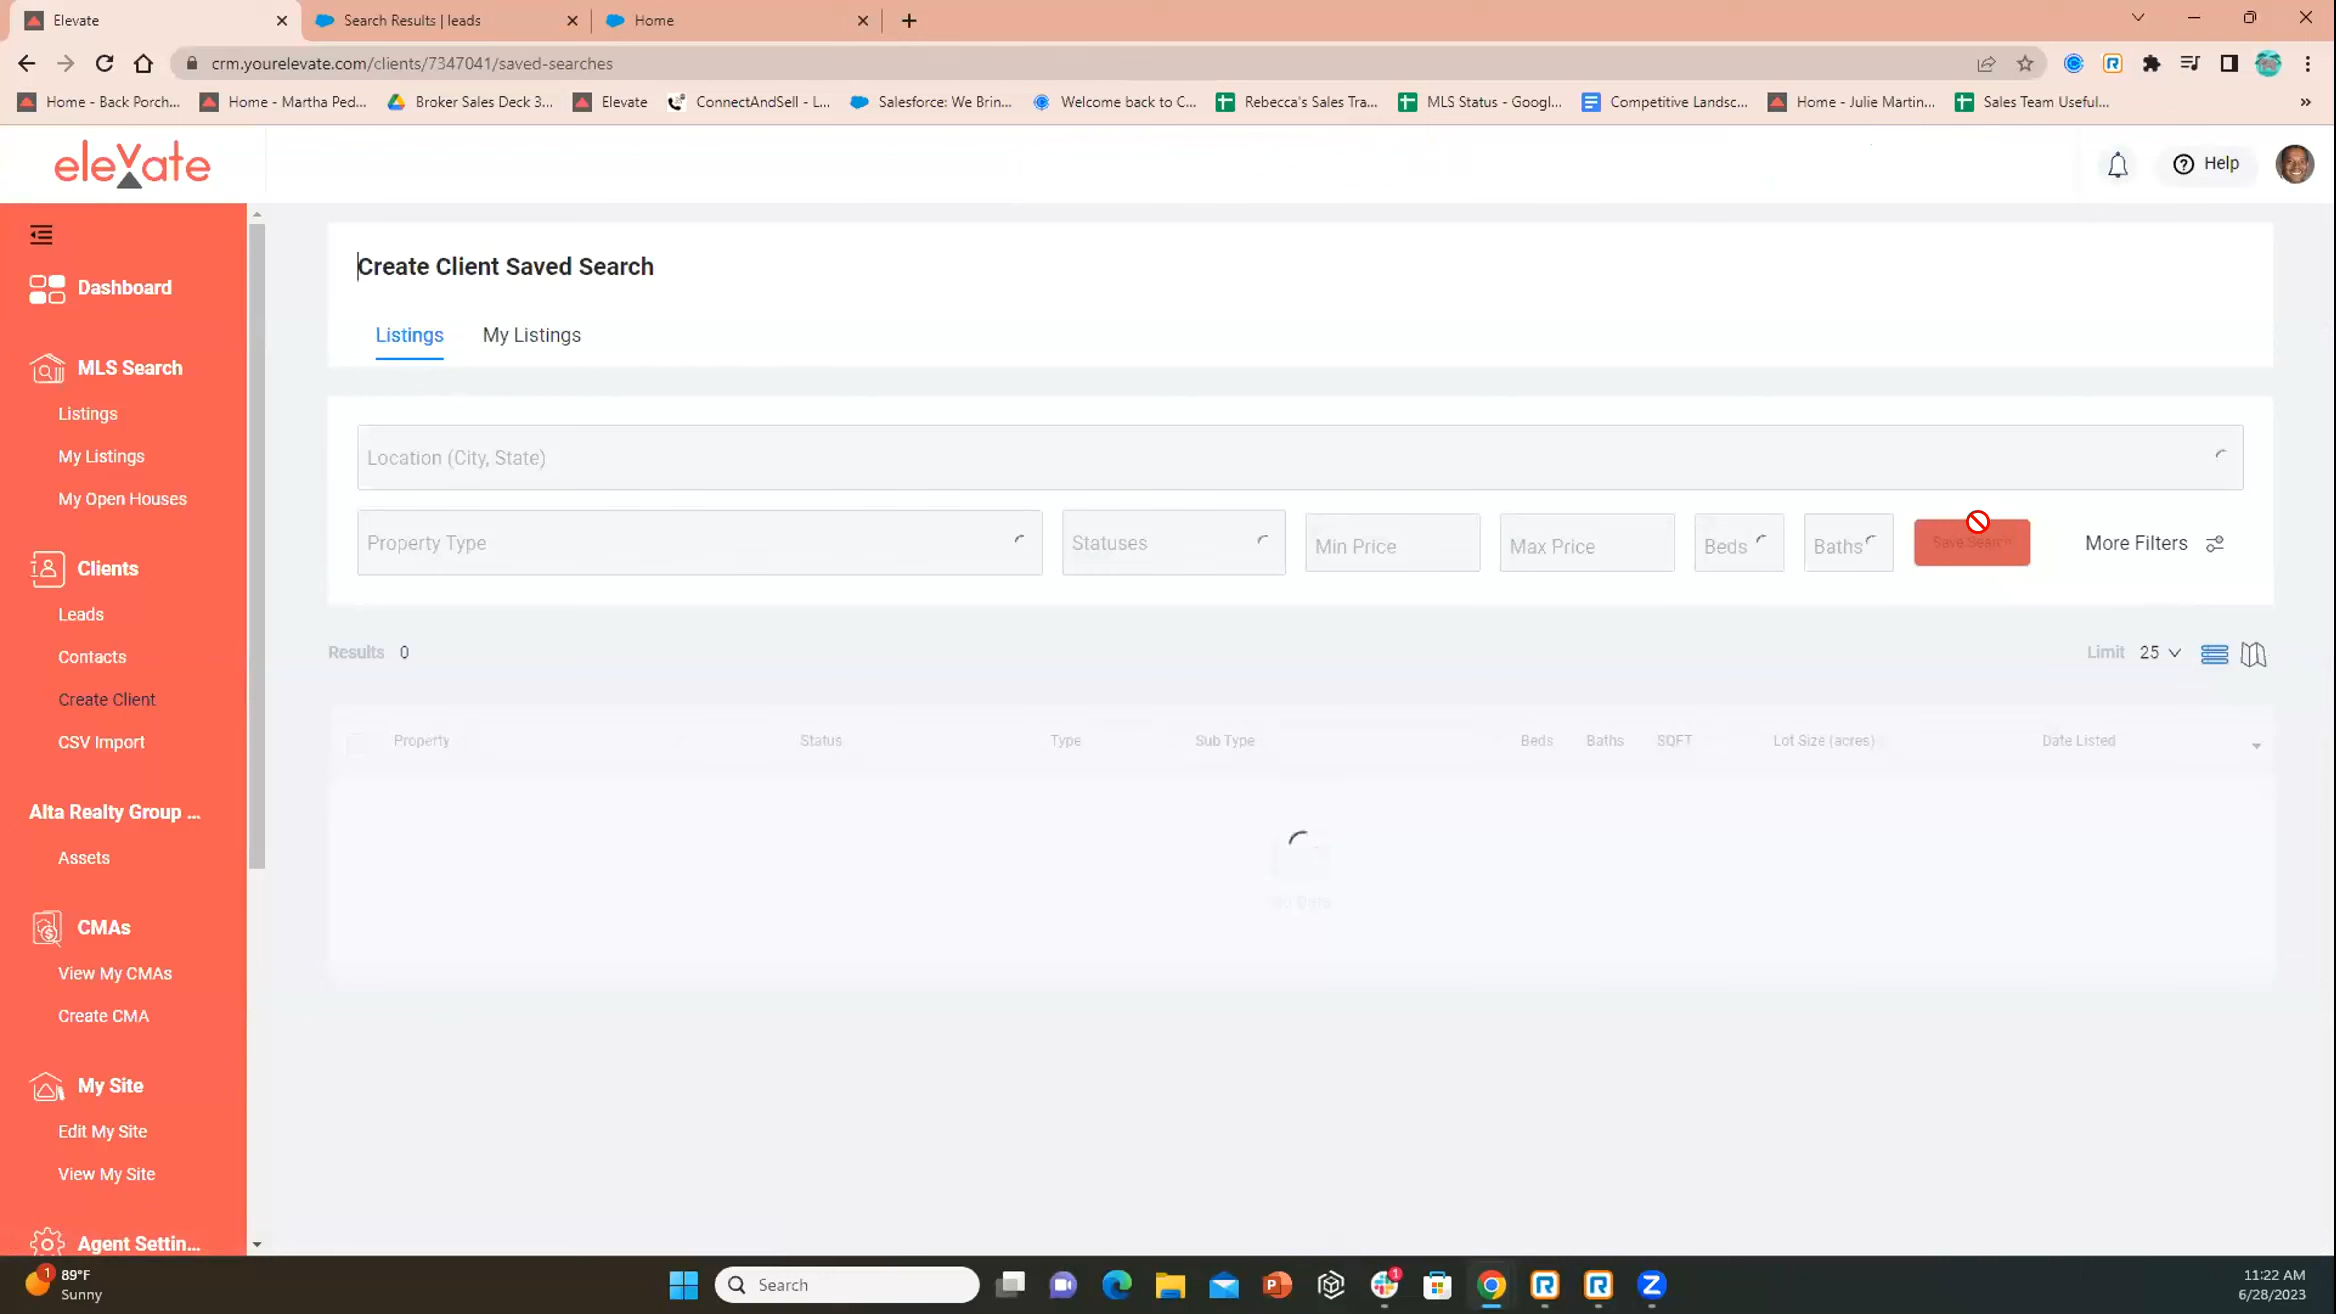 Elevate
Search Results | leads
Home
crm.yourelevate.com/clients/7347041/saved-searches
Home - Back Porch...
Home - Martha Ped...
Broker Sales Deck 3...
Elevate
ConnectAndSell - L...
Salesforce: We Brin...
Welcome back to C...
Rebecca's Sales Tra...
MLS Status - Googl...
Competitive Landsc...
Home - Julie Martin...
Sales Team Useful...
»
elevate
Help
Dashboard
MLS Search
Listings
My Listings
My Open Houses
Clients
Leads
Contacts
Create Client
CSV Import
Alta Realty Group ...
Assets
CMAs
View My CMAs
Create CMA
My Site
Edit My Site
View My Site
Agent Settin...
Create Client Saved Search
Listings My Listings
Location (City, State)
Property Type
Statuses
Min Price
Max Price
Beds
Baths
Save Search
More Filters
Results 0
Limit 25
Property Status Type Sub Type Beds Baths SQFT Lot Size (acres) Date Listed
No Data
1
89°F
Sunny
Search
1
11:22 AM
6/28/2023